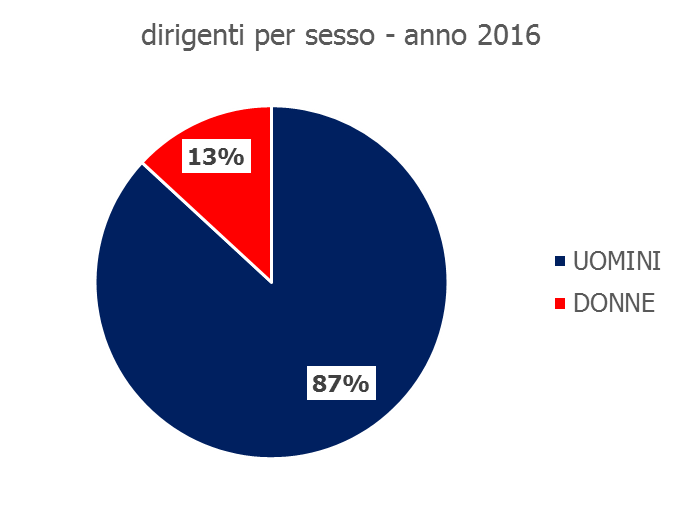 dirigenti per sesso - anno 2016
13%
UOMINI
DONNE
87%